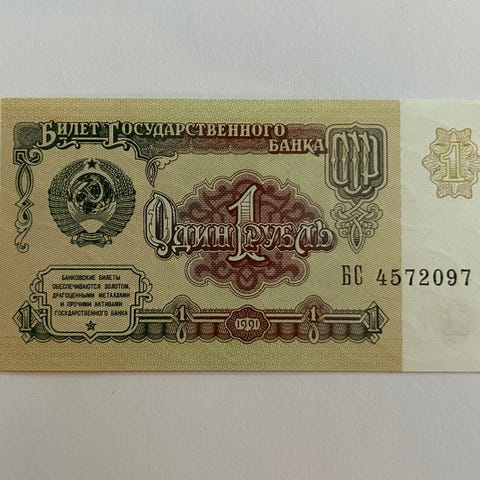 Билет Государственного
Банка
СССР
1
Один 1 рубль
БС 4572097
БАНКОВСКИЕ БИЛЕТЫ
ОБЕСПЕЧИВАЮТСЯ ЗОЛОТОМ,
ДРАГОЦЕННЫМИ МЕТАЛЛАМИ
И ПРОЧИМИ АКТИВАМИ
ГОСУДАРСТВЕННОГО БАНКА
1 1 1991 1 1